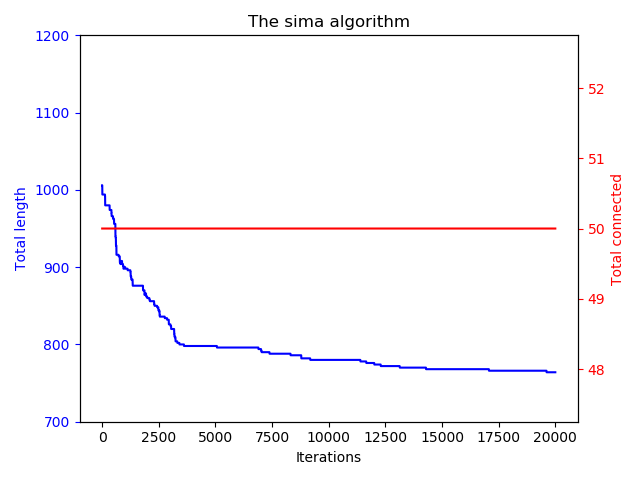 The sima algorithm
1200
1100
1000
900
800
700
Total length
52
51
50
49
48
Total connected
0 2500 5000 7500 10000 12500 15000 17500 20000
Iterations